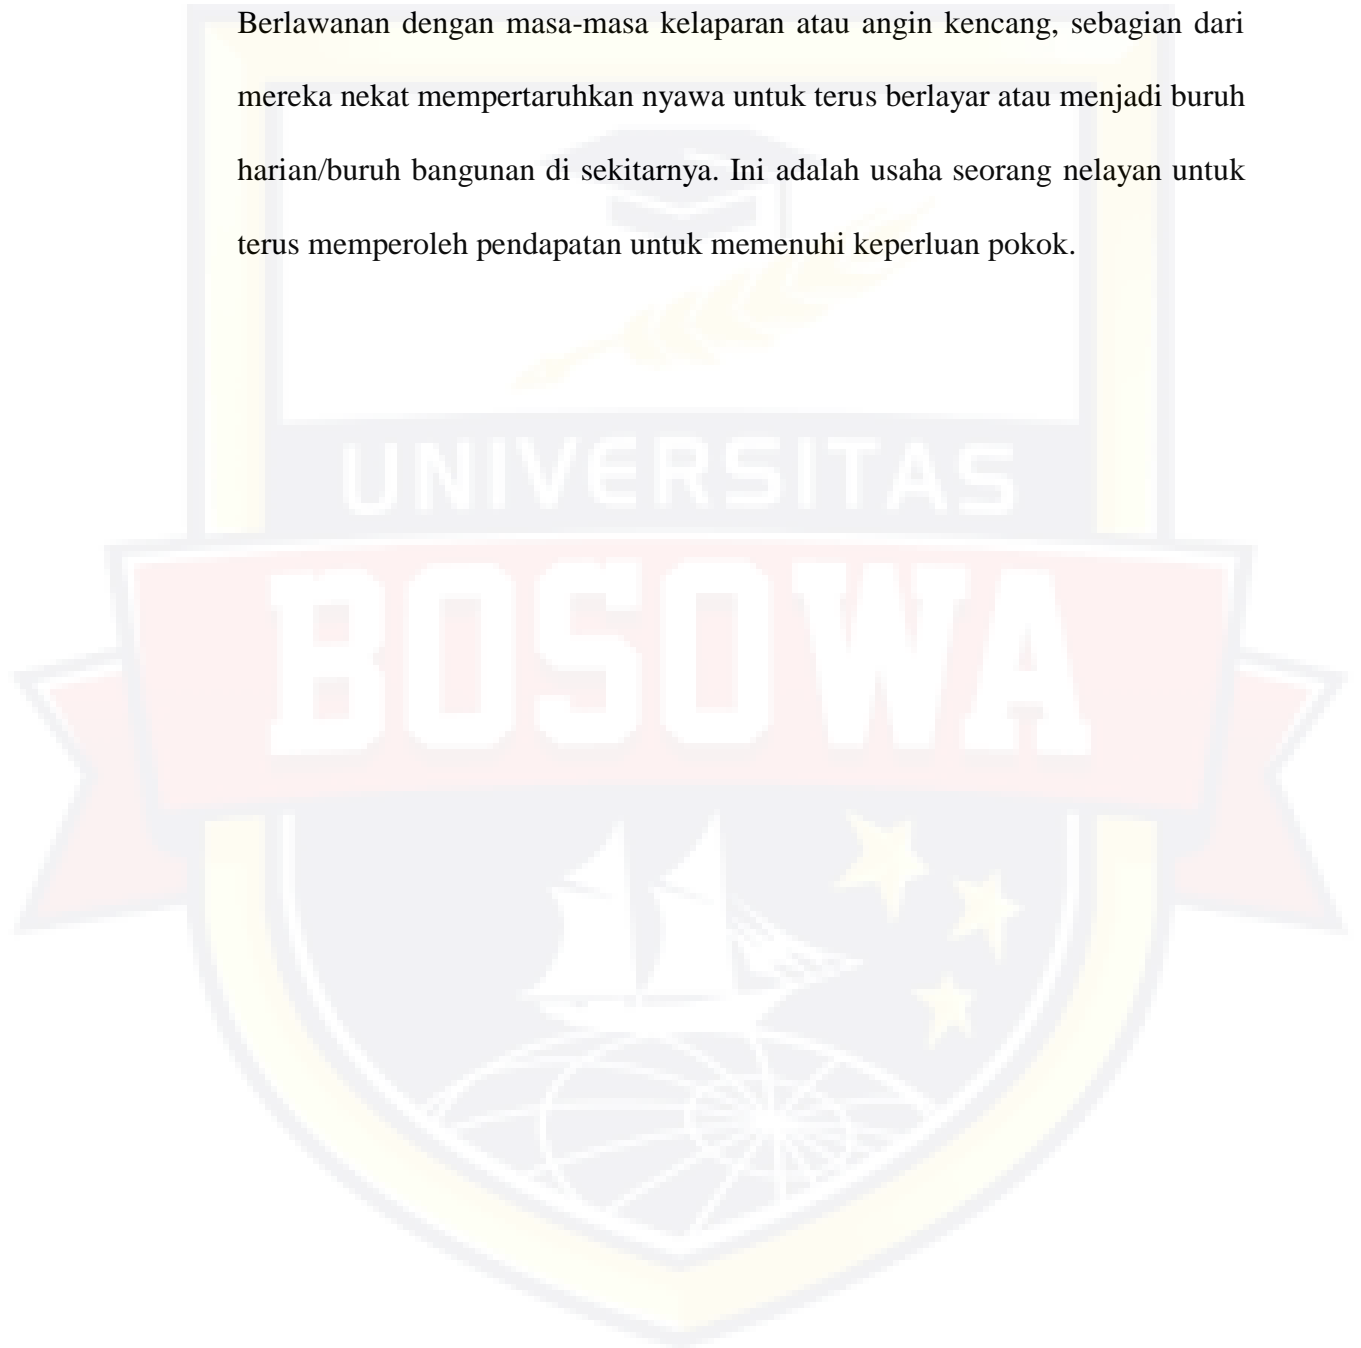 Berlawanan dengan masa-masa kelaparan atau angin kencang, sebagian dari
mereka nekat mempertaruhkan nyawa untuk terus berlayar atau menjadi buruh
harian/buruh bangunan di sekitarnya. Ini adalah usaha seorang nelayan untuk
terus memperoleh pendapatan untuk memenuhi keperluan pokok.
UNIVERSITAS
BOSOWA